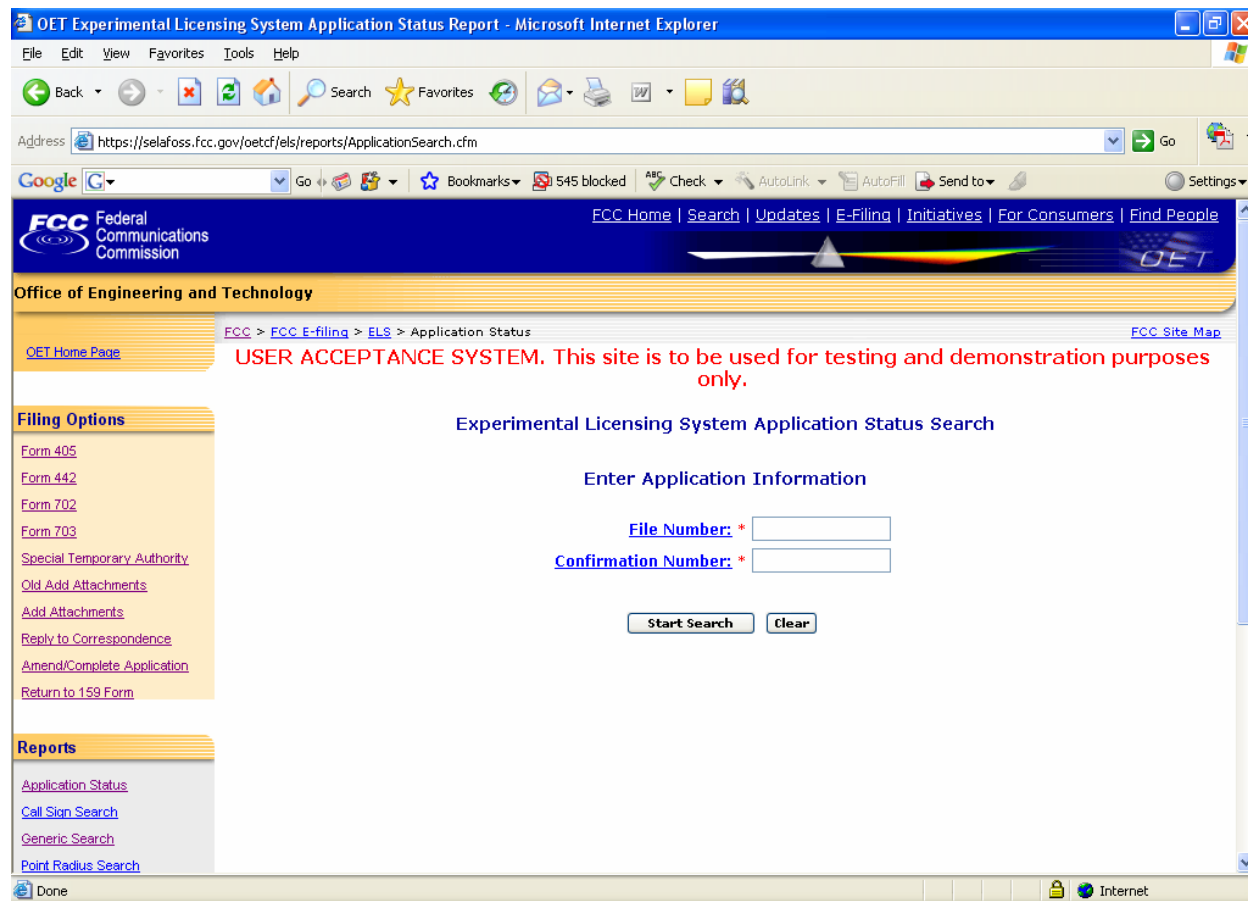 OET Experimental Licensing System Application Status Report - Microsoft Internet Explorer
File Edit View Favorites Tools Help
Back Search Favorites
Address https://selafoss.fcc.gov/oetcf/els/reports/ApplicationSearch.cfm Go
Google G Go Bookmarks 545 blocked ABC Check AutoLink AutoFill Send to Settings
FCC Federal Communications Commission
FCC Home | Search | Updates | E-Filing | Initiatives | For Consumers | Find People
OET
Office of Engineering and Technology
FCC > FCC E-filing > ELS > Application Status FCC Site Map
OET Home Page
USER ACCEPTANCE SYSTEM. This site is to be used for testing and demonstration purposes
only.
Filing Options
Form 405
Form 442
Form 702
Form 703
Special Temporary Authority
Old Add Attachments
Add Attachments
Reply to Correspondence
Amend/Complete Application
Return to 159 Form
Reports
Application Status
Call Sign Search
Generic Search
Point Radius Search
Experimental Licensing System Application Status Search
Enter Application Information
File Number: *
Confirmation Number: *
Start Search Clear
Done Internet